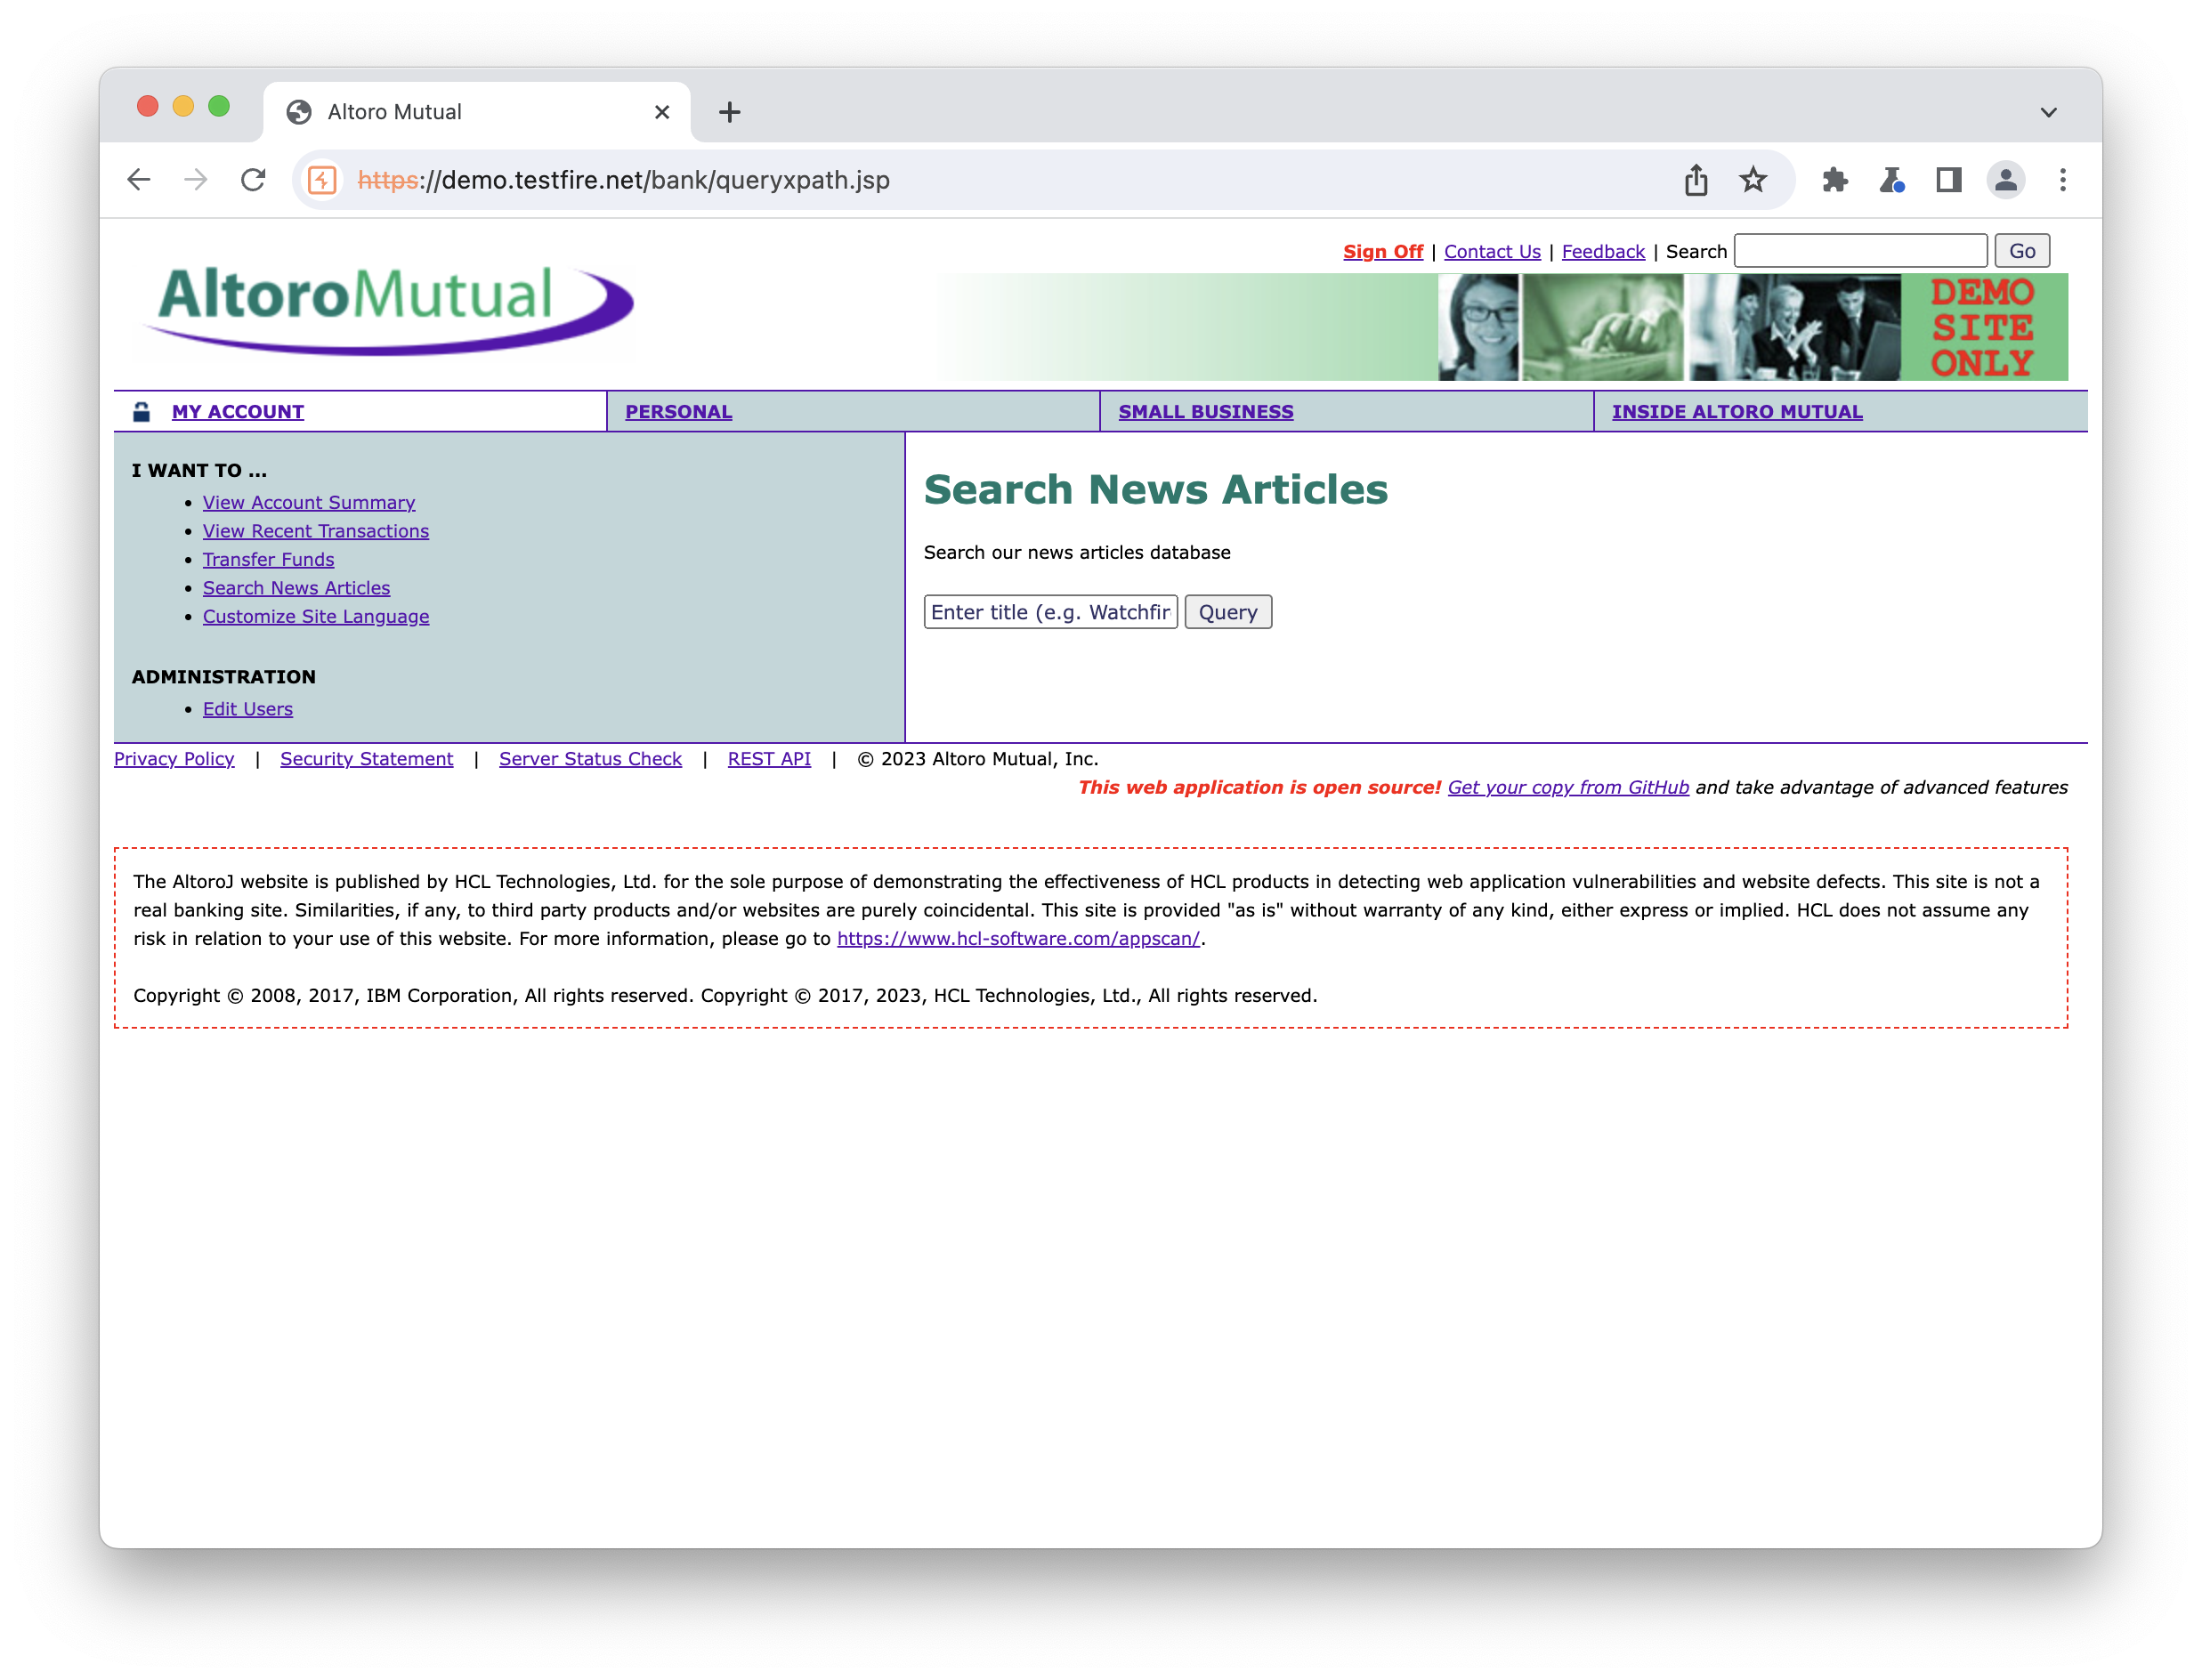 Altoro Mutual
https://demo.testfire.net/bank/queryxpath.jsp
Sign Off | Contact Us | Feedback | Search Go
AltoroMutual
DEMO
SITE
ONLY
MY ACCOUNT PERSONAL SMALL BUSINESS INSIDE ALTORO MUTUAL
I WANT TO ...
• View Account Summary
• View Recent Transactions
• Transfer Funds
• Search News Articles
• Customize Site Language
ADMINISTRATION
• Edit Users
Search News Articles
Search our news articles database
Enter title (e.g. Watchfir Query
Privacy Policy | Security Statement | Server Status Check | REST API | © 2023 Altoro Mutual, Inc.
This web application is open source! Get your copy from GitHub and take advantage of advanced features
The AltoroJ website is published by HCL Technologies, Ltd. for the sole purpose of demonstrating the effectiveness of HCL products in detecting web application vulnerabilities and website defects. This site is not a
real banking site. Similarities, if any, to third party products and/or websites are purely coincidental. This site is provided "as is" without warranty of any kind, either express or implied. HCL does not assume any
risk in relation to your use of this website. For more information, please go to https://www.hcl-software.com/appscan/.
Copyright © 2008, 2017, IBM Corporation, All rights reserved. Copyright © 2017, 2023, HCL Technologies, Ltd., All rights reserved.